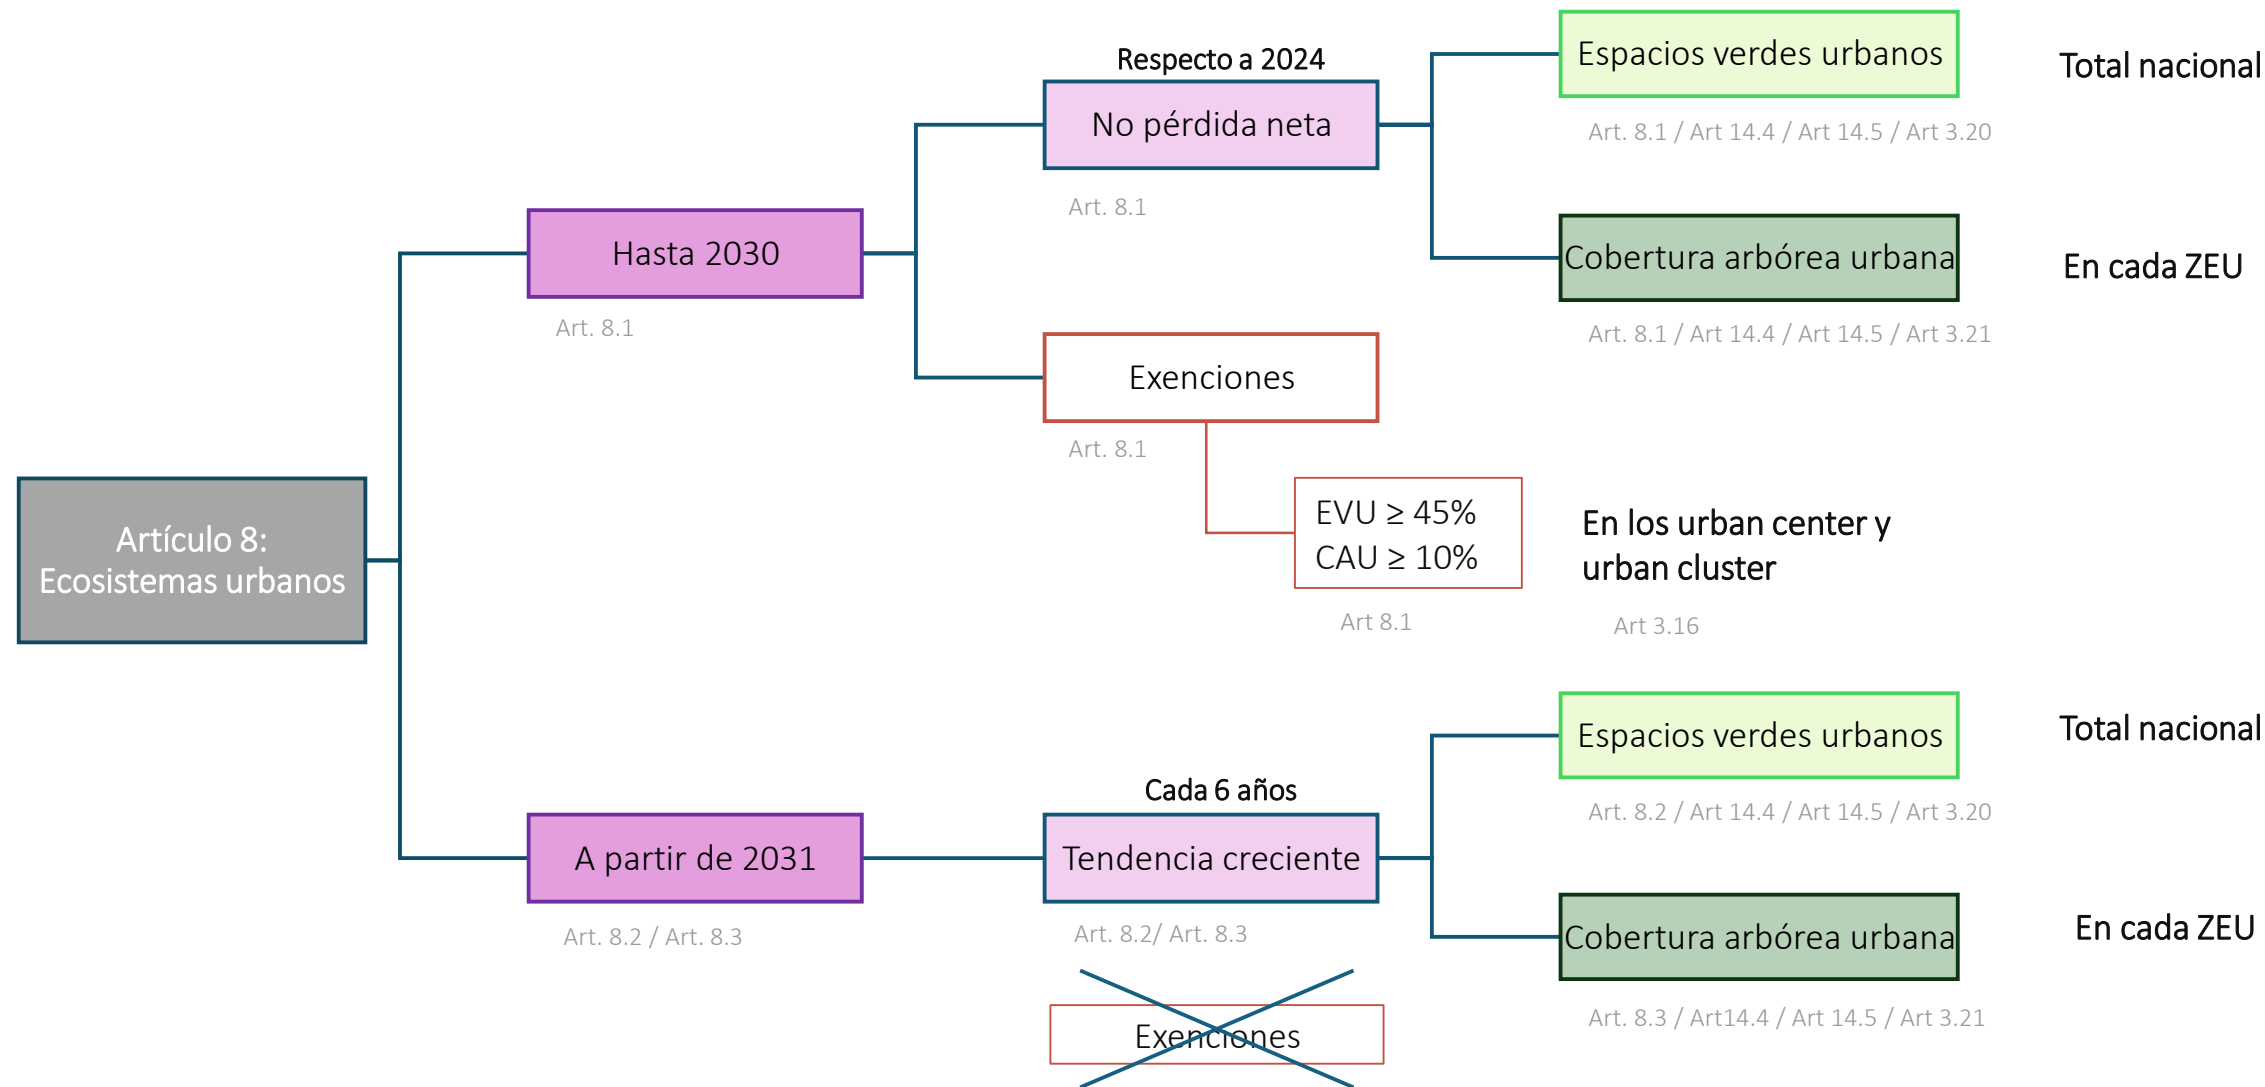 Artículo 8:
Ecosistemas urbanos
Hasta 2030
Art. 8.1
Respecto a 2024
No pérdida neta
Art. 8.1
Espacios verdes urbanos
Total nacional
Art. 8.1 / Art 14.4 / Art 14.5 / Art 3.20
Cobertura arbórea urbana
En cada ZEU
Art. 8.1 / Art 14.4 / Art 14.5 / Art 3.21
Exenciones
Art. 8.1
EVU ≥ 45%
CAU ≥ 10%
Art 8.1
En los urban center y
urban cluster
Art 3.16
A partir de 2031
Art. 8.2 / Art. 8.3
Cada 6 años
Tendencia creciente
Art. 8.2/ Art. 8.3
Espacios verdes urbanos
Total nacional
Art. 8.2 / Art 14.4 / Art 14.5 / Art 3.20
Cobertura arbórea urbana
En cada ZEU
Art. 8.3 / Art14.4 / Art 14.5 / Art 3.21
Exenciones